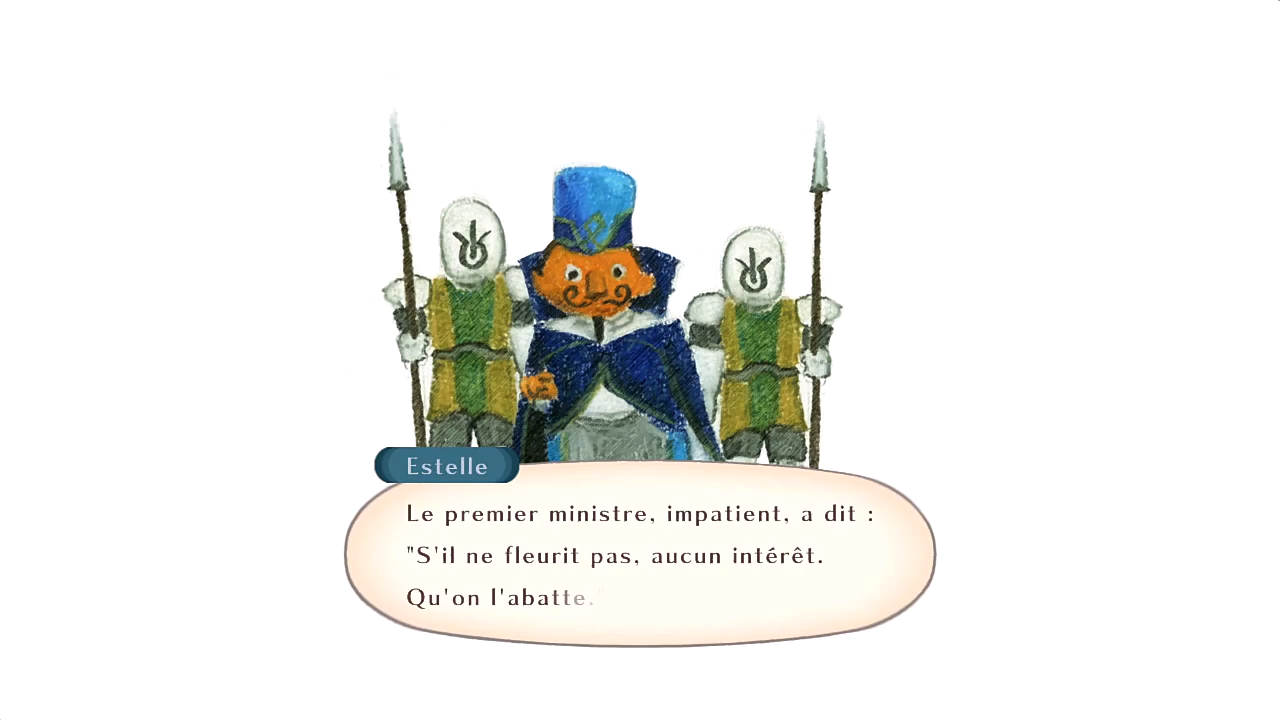 Estelle
Le premier ministre, impatient, a dit :
"S'il ne fleurit pas, aucun intérêt.
Qu'on l'abatte."